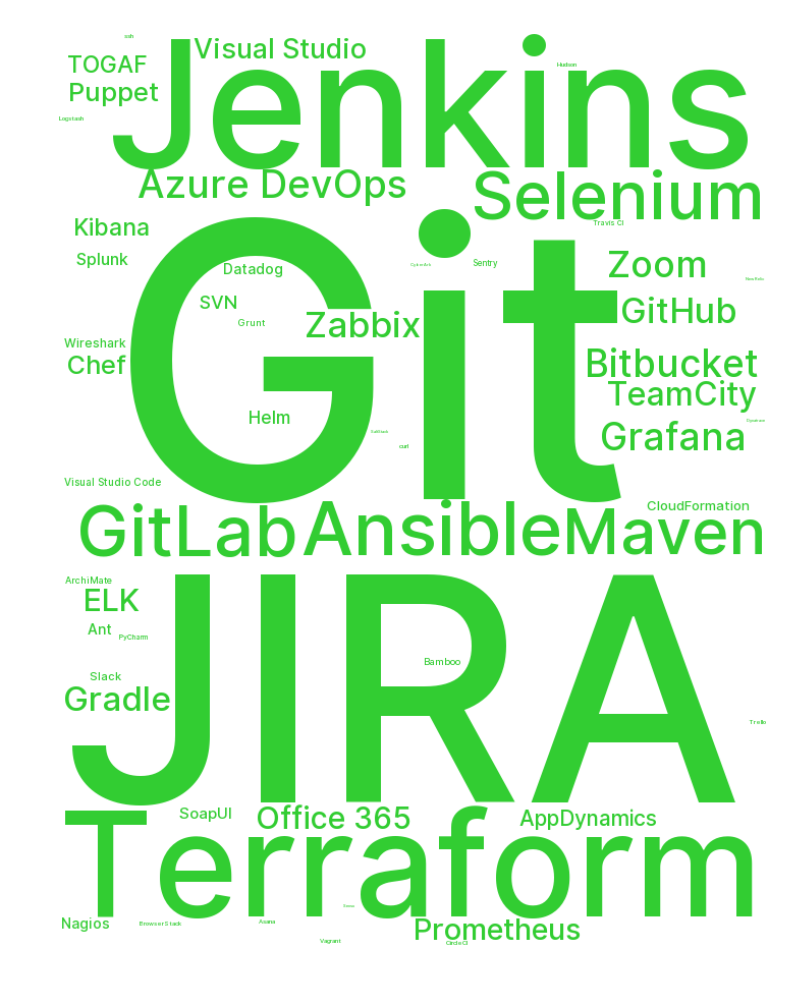 Visual Studio
TOGAF
Hudson
Puppet
Jenkins
Logstash
Azure DevOps
Selenium
Travis CI
Kibana
Splunk
Datadog
Sentry
Zoom
SVN
GitHub
Grunt
Zabbix
Git
Wireshark
Chef
Bitbucket
TeamCity
Helm
Grafana
curl
Visual Studio Code
CloudFormation
GitLab
Ansible
Maven
ArchiMate
ELK
Ant
PyCharm
Bamboo
Slack
Gradle
JIRA
Trello
SoapUI
Office 365
AppDynamics
Terraform
Nagios
BrowserStack
Asana
Prometheus
Vagrant
CircleCI